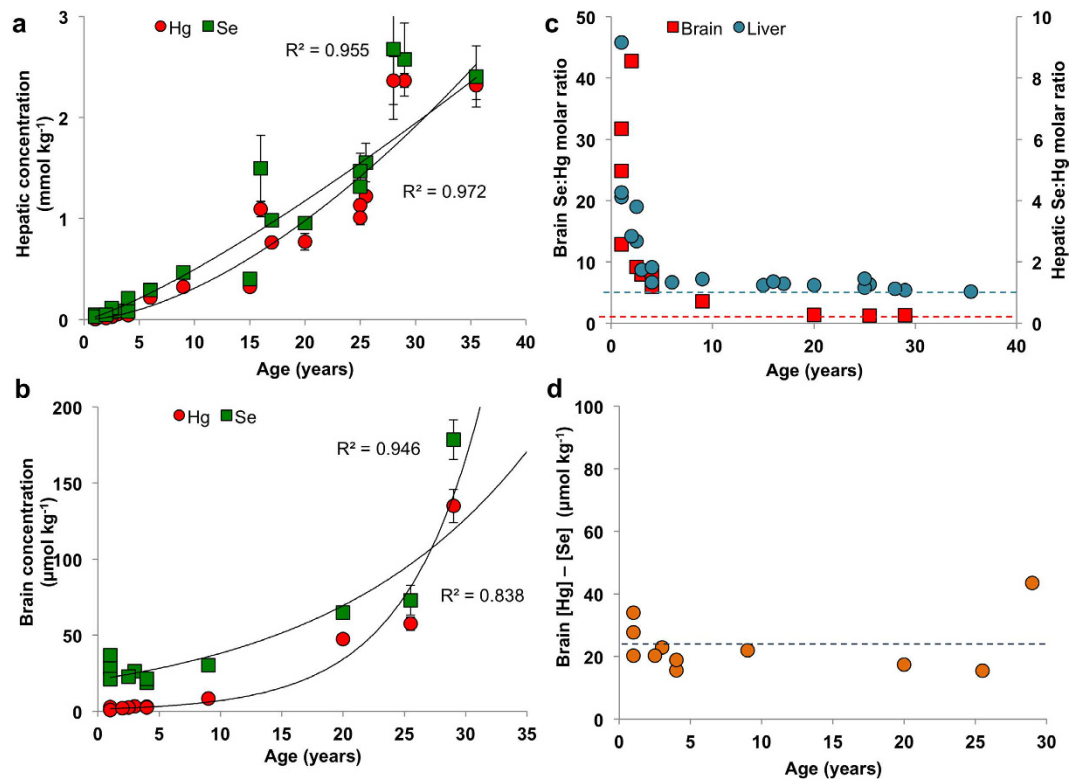 a
Hg Se
R² = 0.955
R² = 0.972
Hepatic concentration
(mmol kg⁻¹)
3
2
1
0
0 5 10 15 20 25 30 35 40
Age (years)
b
Hg Se
R² = 0.946
R² = 0.838
Brain concentration
(µmol kg⁻¹)
200
150
100
50
0
0 5 10 15 20 25 30 35
Age (years)
c
Brain Liver
Brain Se:Hg molar ratio
50
40
30
20
10
0
0 10 20 30 40
Age (years)
10
8
6
4
2
0
Hepatic Se:Hg molar ratio
d
Brain [Hg] – [Se] (µmol kg⁻¹)
100
80
60
40
20
0
0 5 10 15 20 25 30
Age (years)